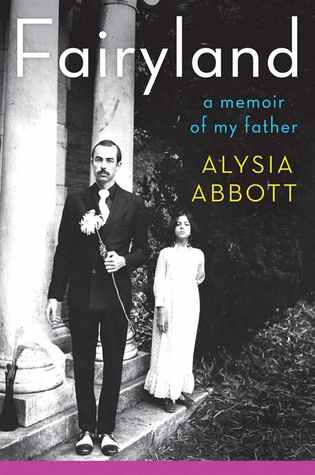 Fairyland
a memoir
of my father
ALYSIA
ABBOTT